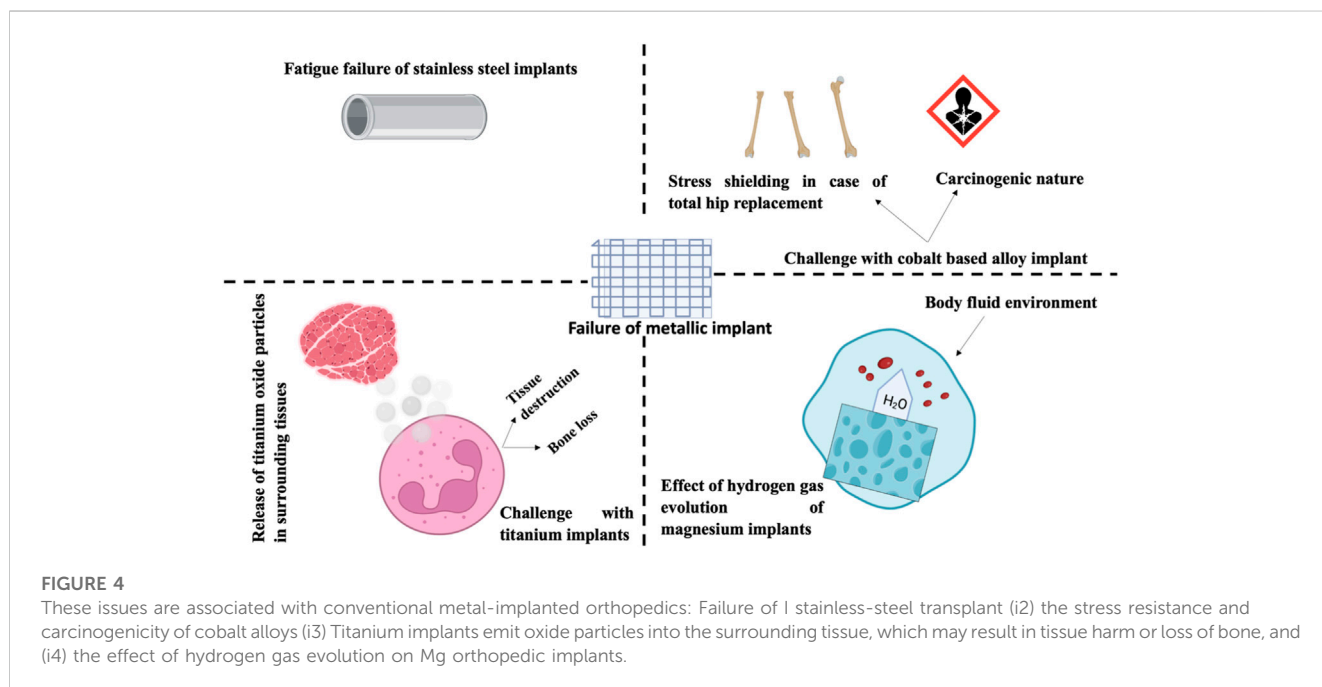 Fatigue failure of stainless steel implants
Stress shielding in case of
total hip replacement
Carcinogenic nature
Challenge with cobalt based alloy implant
Failure of metallic implant
Release of titanium oxide particles
in surrounding tissues
Tissue
destruction
Bone loss
Challenge with
titanium implants
Body fluid environment
H₂O
Effect of hydrogen gas
evolution of
magnesium implants
FIGURE 4
These issues are associated with conventional metal-implanted orthopedics: Failure of I stainless-steel transplant (i2) the stress resistance and
carcinogenicity of cobalt alloys (i3) Titanium implants emit oxide particles into the surrounding tissue, which may result in tissue harm or loss of bone, and
(i4) the effect of hydrogen gas evolution on Mg orthopedic implants.